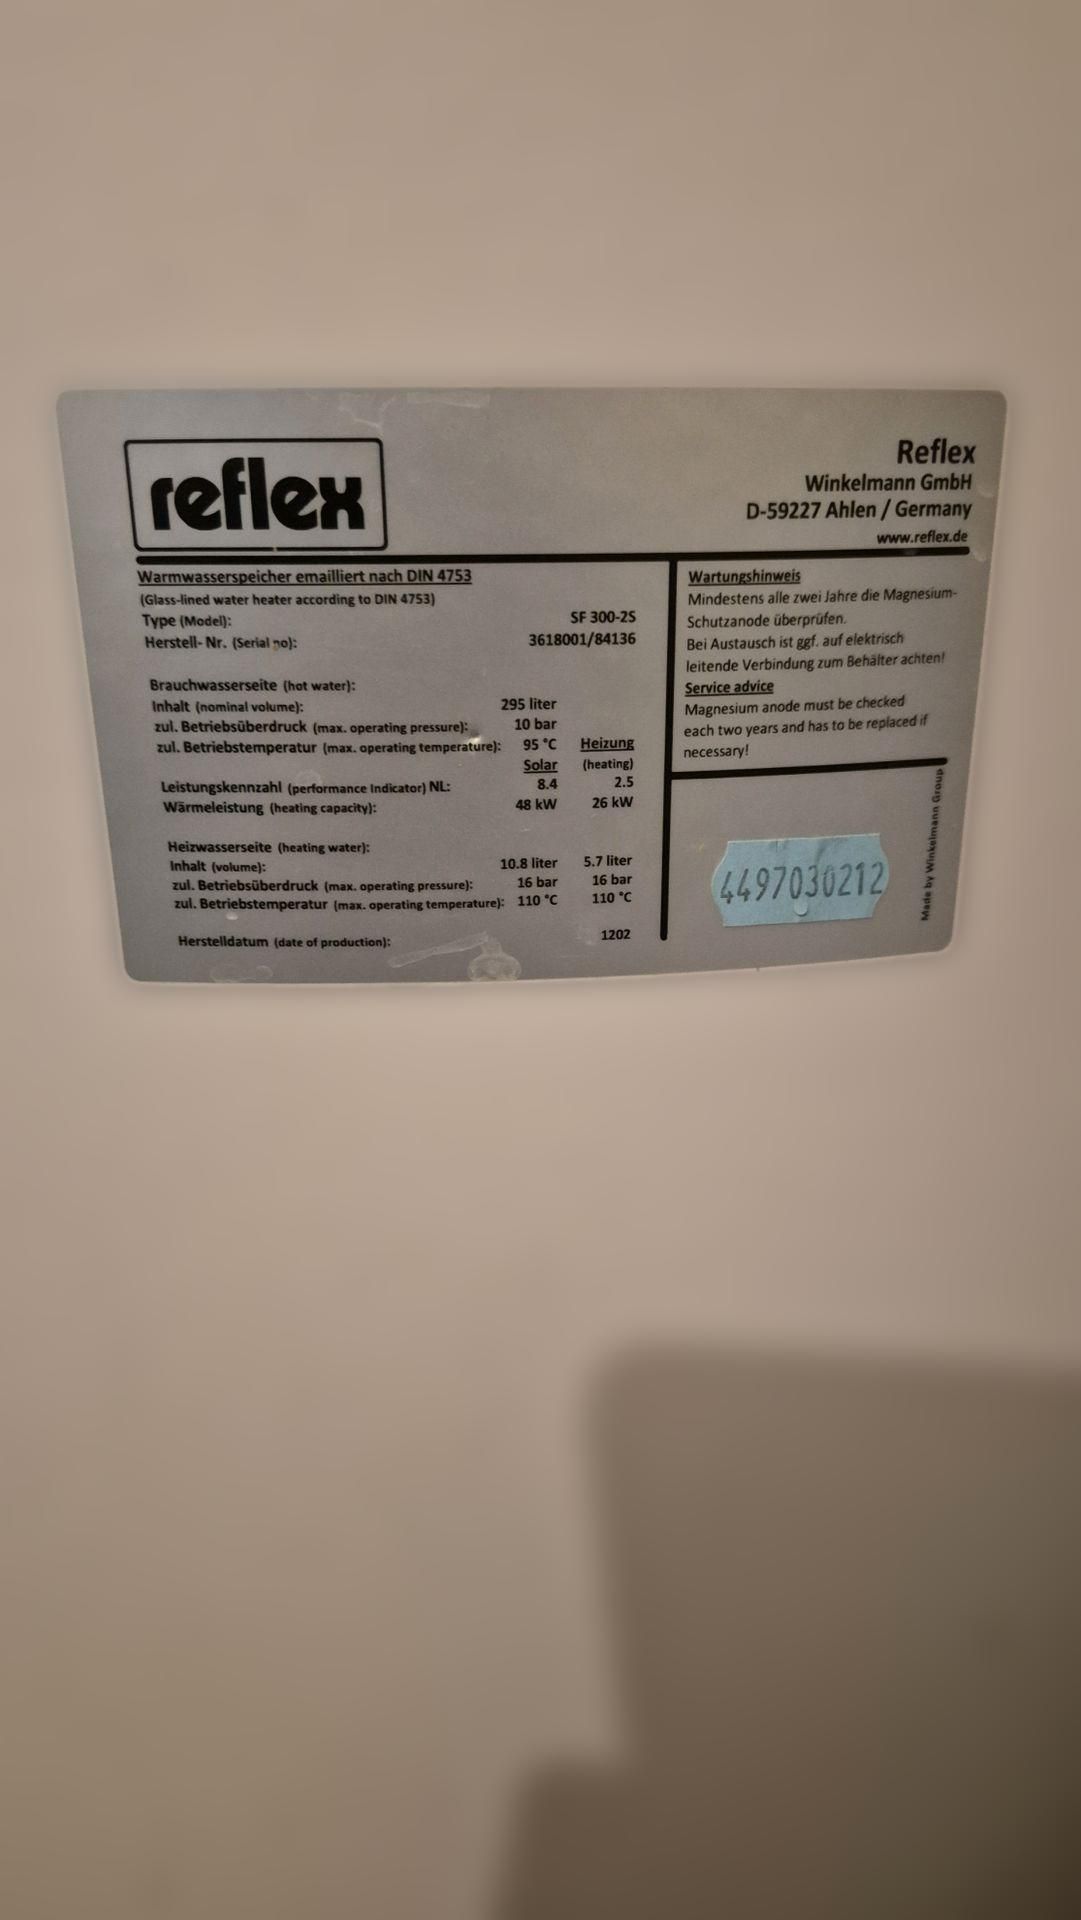 reflex
Reflex
Winkelmann GmbH
D-59227 Ahlen / Germany
www.reflex.de
Warmwasserspeicher emailliert nach DIN 4753
(Glass-lined water heater according to DIN 4753)
Type (Model): SF 300-2S
Herstell- Nr. (Serial no): 3618001/84136
Brauchwasserseite (hot water):
Inhalt (nominal volume): 295 liter
zul. Betriebsüberdruck (max. operating pressure): 10 bar
zul. Betriebstemperatur (max. operating temperature): 95 °C Heizung
Solar (heating)
Leistungskennzahl (performance Indicator) NL: 8.4 2.5
Wärmeleistung (heating capacity): 48 kW 26 kW
Heizwasserseite (heating water):
Inhalt (volume): 10.8 liter 5.7 liter
zul. Betriebsüberdruck (max. operating pressure): 16 bar 16 bar
zul. Betriebstemperatur (max. operating temperature): 110 °C 110 °C
Herstelldatum (date of production): 1202
Wartungshinweis
Mindestens alle zwei Jahre die Magnesium-
Schutzanode überprüfen.
Bei Austausch ist ggf. auf elektrisch
leitende Verbindung zum Behälter achten!
Service advice
Magnesium anode must be checked
each two years and has to be replaced if
necessary!
4497030212
Made by Winkelmann Group